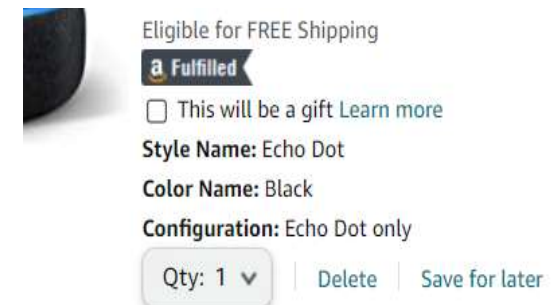 Eligible for FREE Shipping
a Fulfilled
This will be a gift Learn more
Style Name: Echo Dot
Color Name: Black
Configuration: Echo Dot only
Qty: 1 Delete Save for later